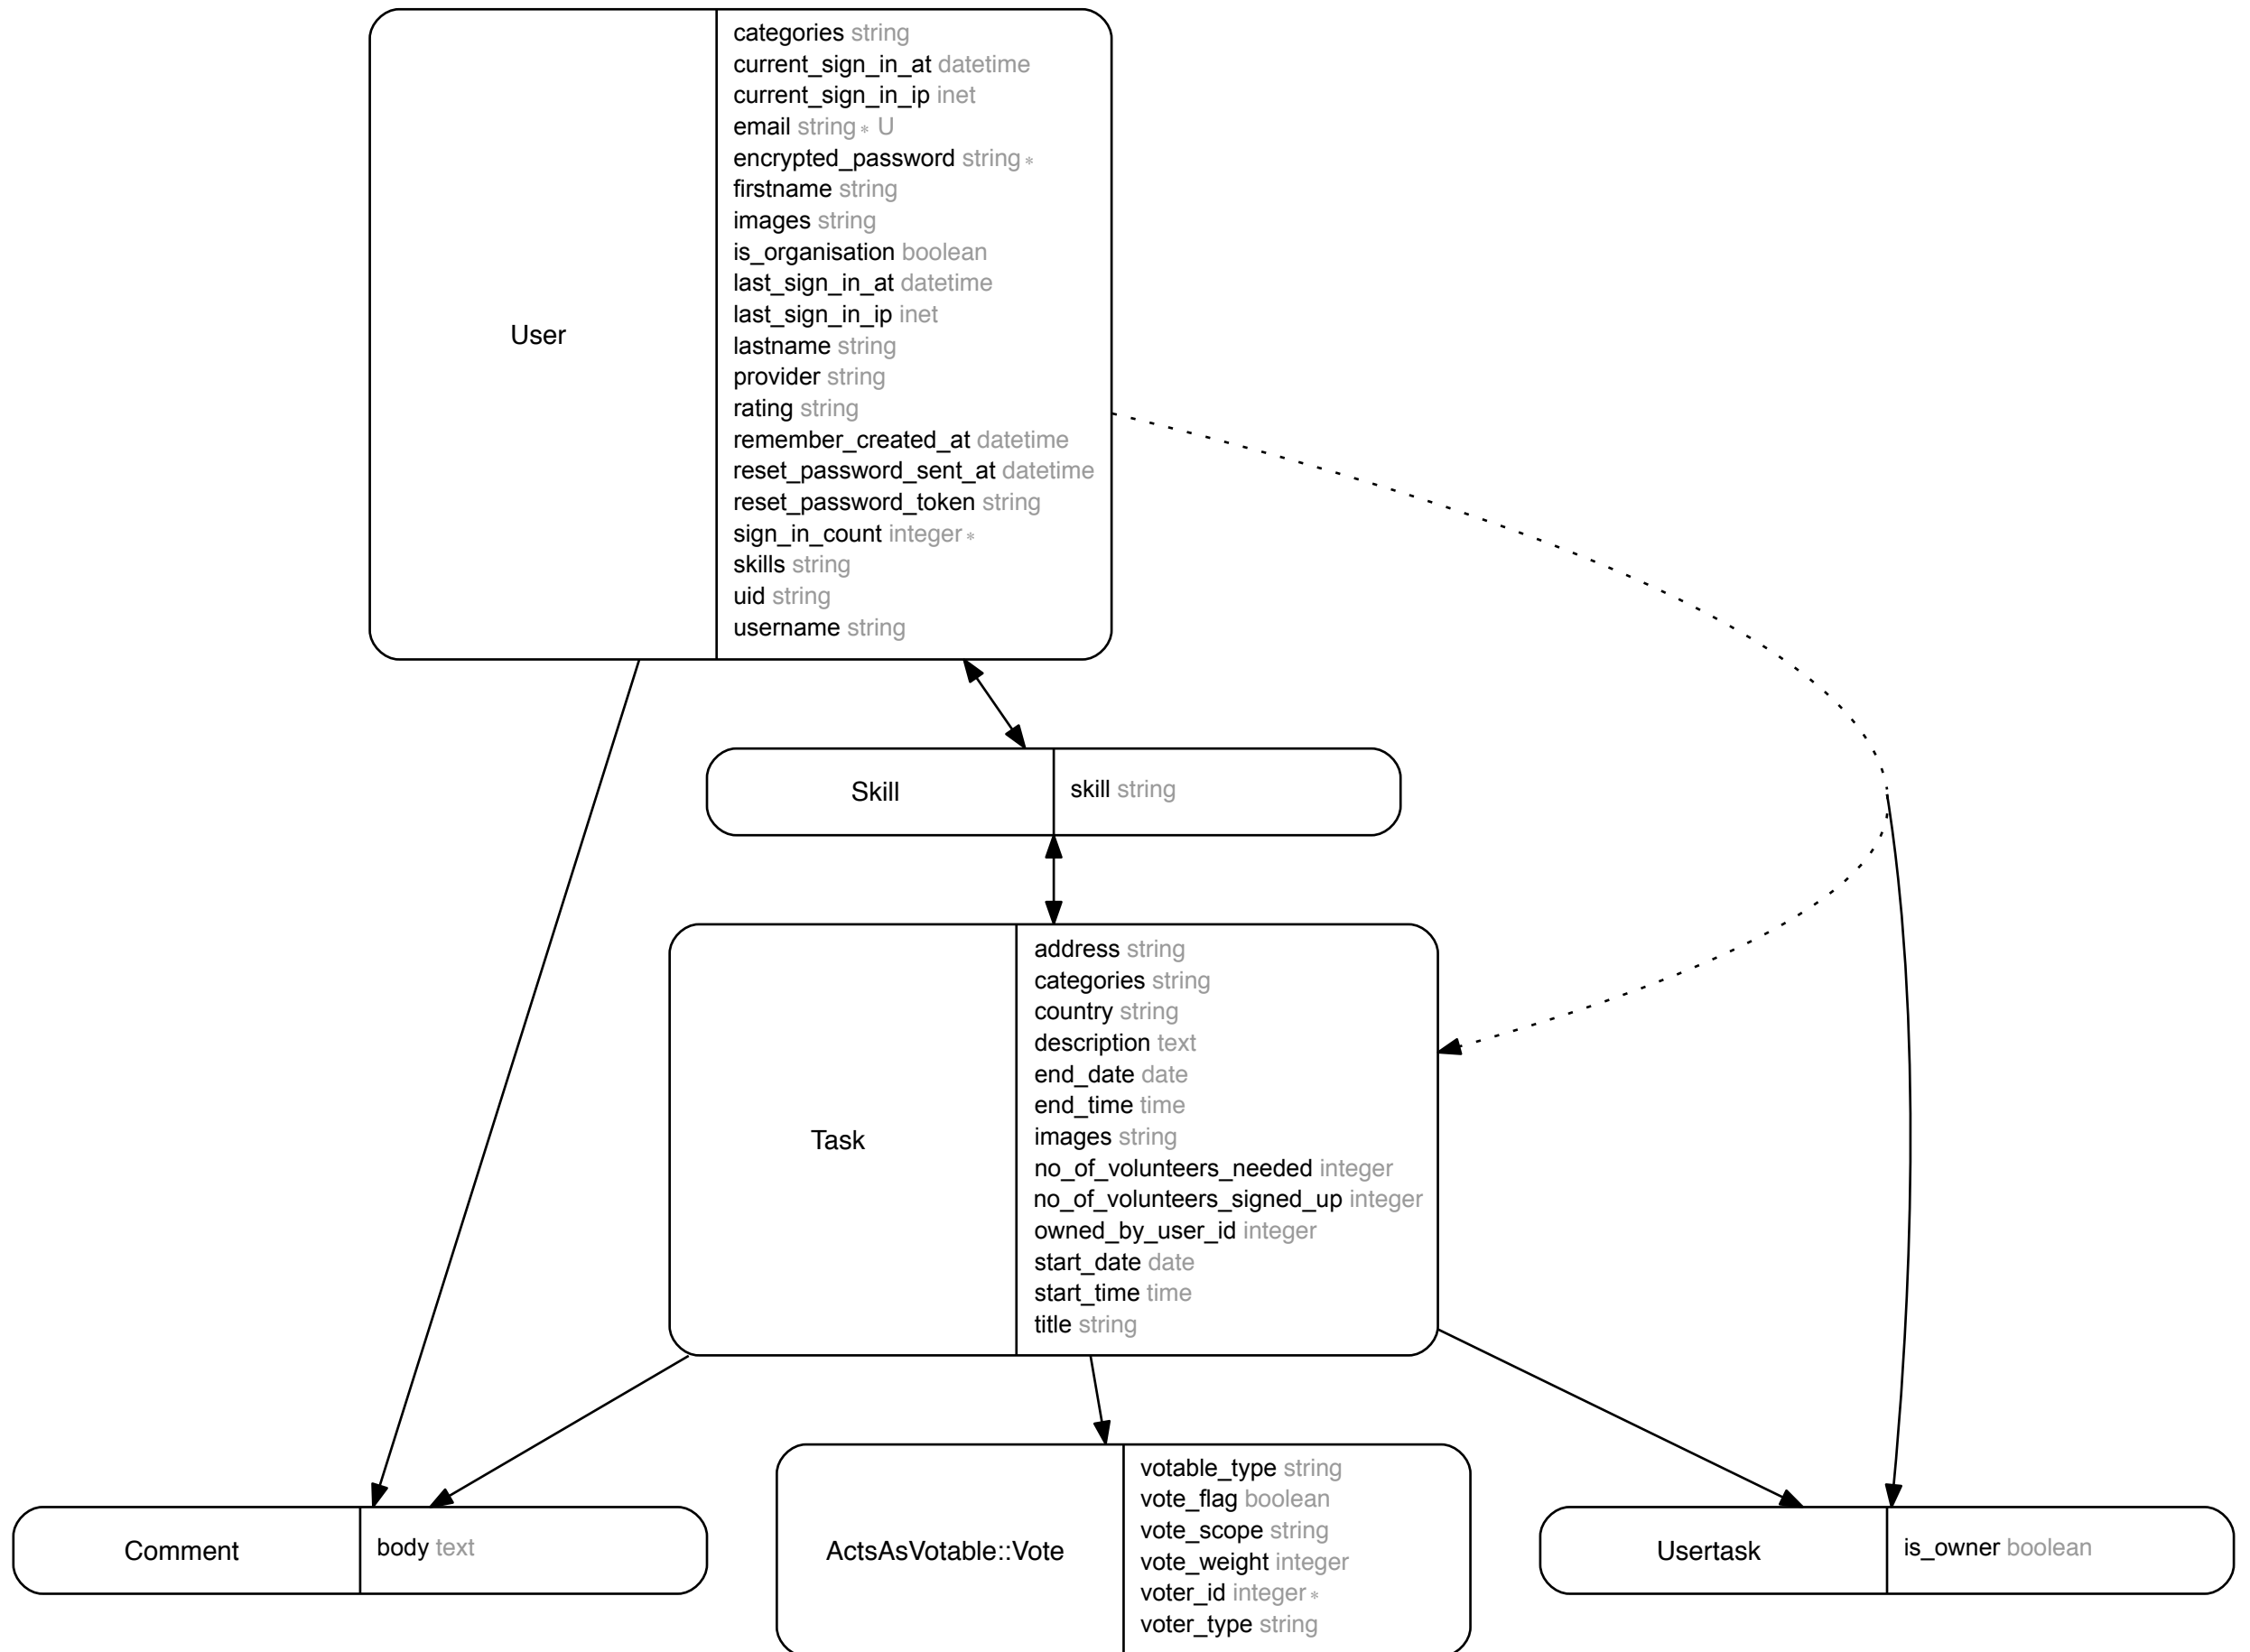 User
categories string
current_sign_in_at datetime
current_sign_in_ip inet
email string* U
encrypted_password string*
firstname string
images string
is_organisation boolean
last_sign_in_at datetime
last_sign_in_ip inet
lastname string
provider string
rating string
remember_created_at datetime
reset_password_sent_at datetime
reset_password_token string
sign_in_count integer*
skills string
uid string
username string
Skill
skill string
Task
address string
categories string
country string
description text
end_date date
end_time time
images string
no_of_volunteers_needed integer
no_of_volunteers_signed_up integer
owned_by_user_id integer
start_date date
start_time time
title string
Comment
body text
ActsAsVotable::Vote
votable_type string
vote_flag boolean
vote_scope string
vote_weight integer
voter_id integer*
voter_type string
Usertask
is_owner boolean